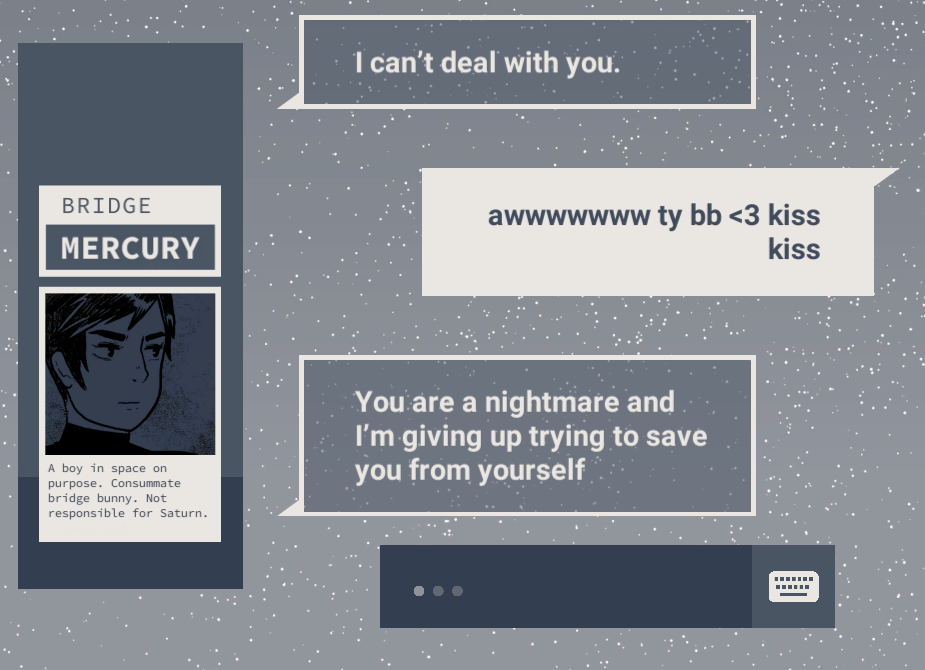 I can’t deal with you.
awwwwwww ty bb <3 kiss
kiss
You are a nightmare and
I’m giving up trying to save
you from yourself
BRIDGE
MERCURY
A boy in space on
purpose. Consummate
bridge bunny. Not
responsible for Saturn.